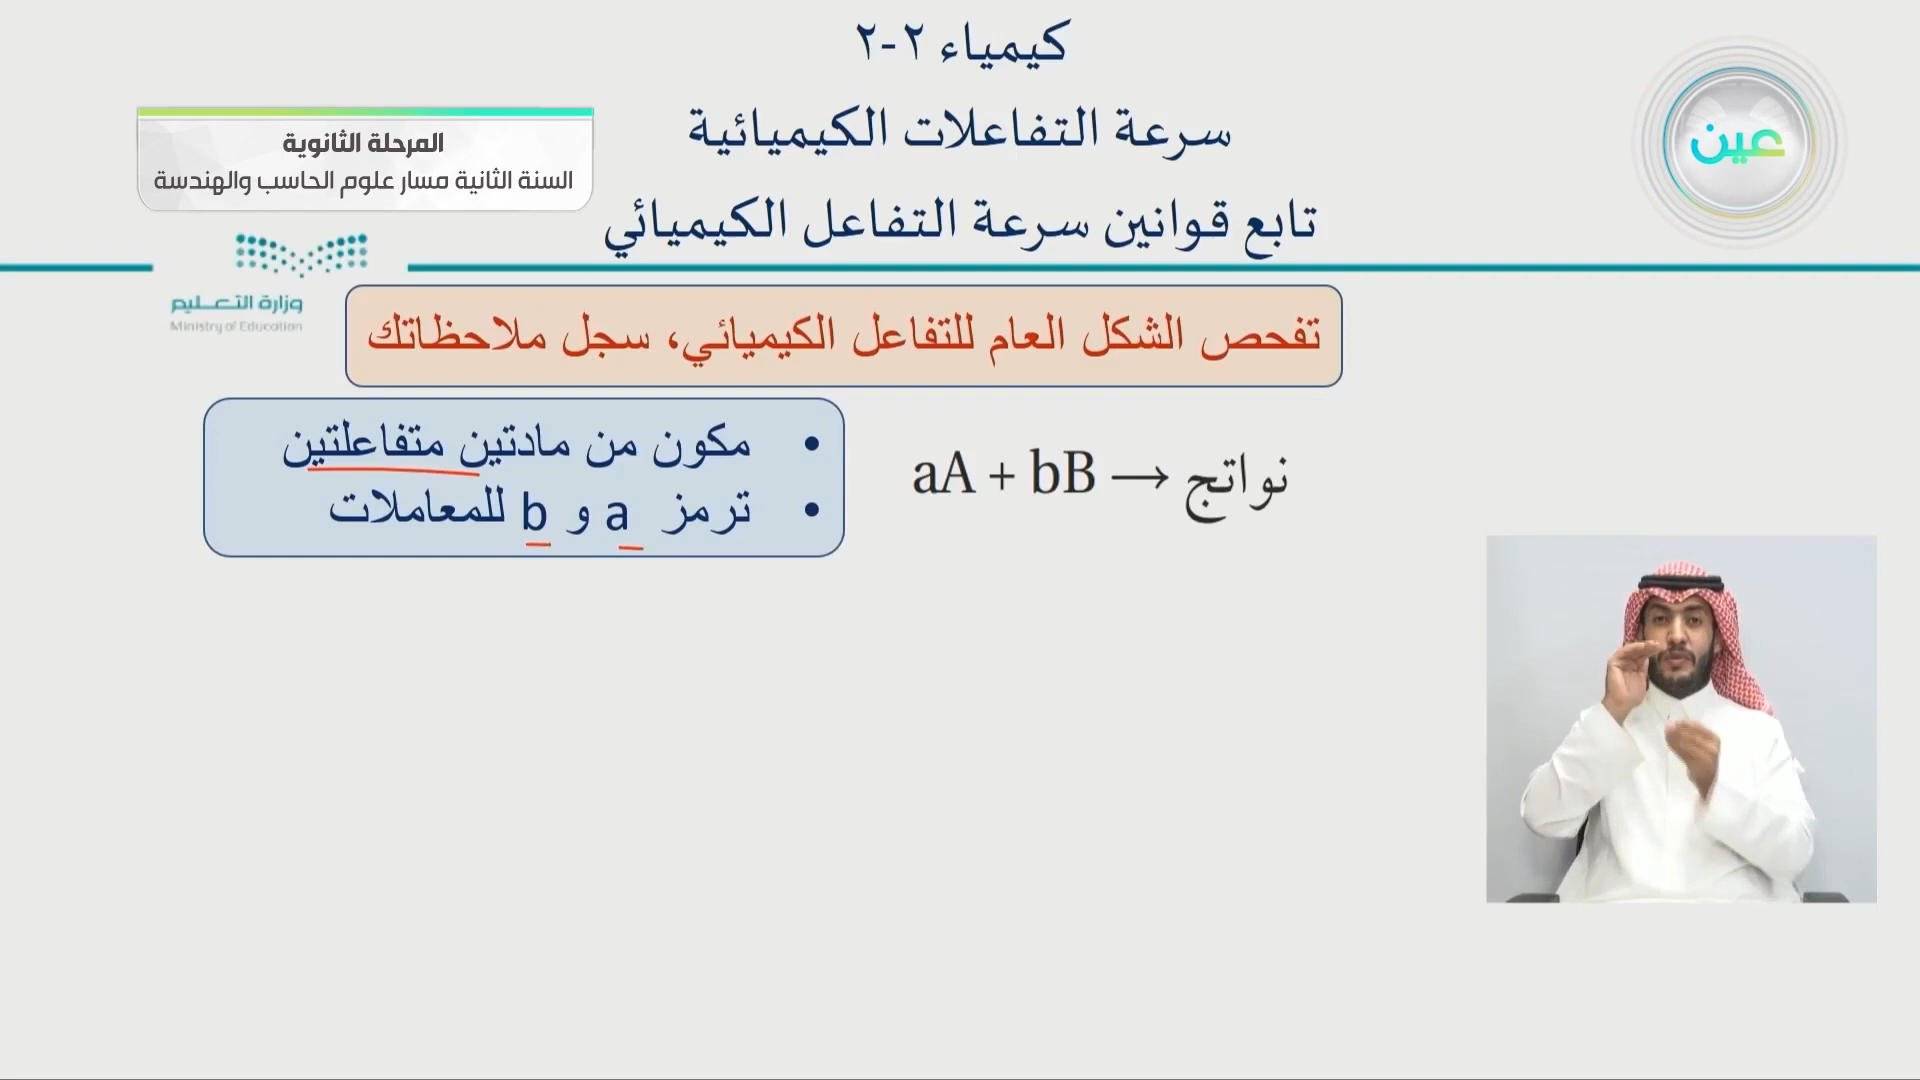 كيمياء ٢-٢
سرعة التفاعلات الكيميائية
تابع قوانين سرعة التفاعل الكيميائي
عين
المرحلة الثانوية
السنة الثانية مسار علوم الحاسب والهندسة
وزارة التعليم
Ministry of Education
تفحص الشكل العام للتفاعل الكيميائي، سجل ملاحظاتك
aA + bB → نواتج
• مكون من مادتين متفاعلتين
• ترمز a و b للمعاملات